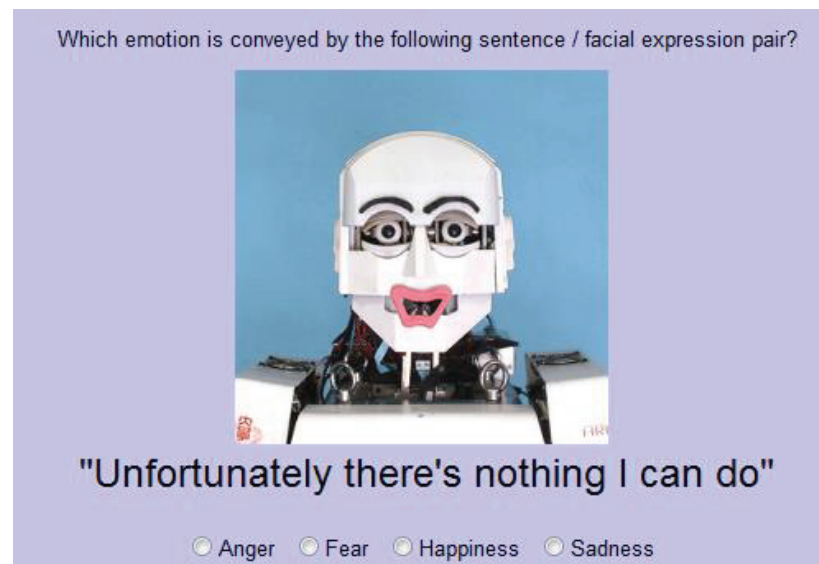 Which emotion is conveyed by the following sentence / facial expression pair?
"Unfortunately there's nothing I can do"
Anger Fear Happiness Sadness